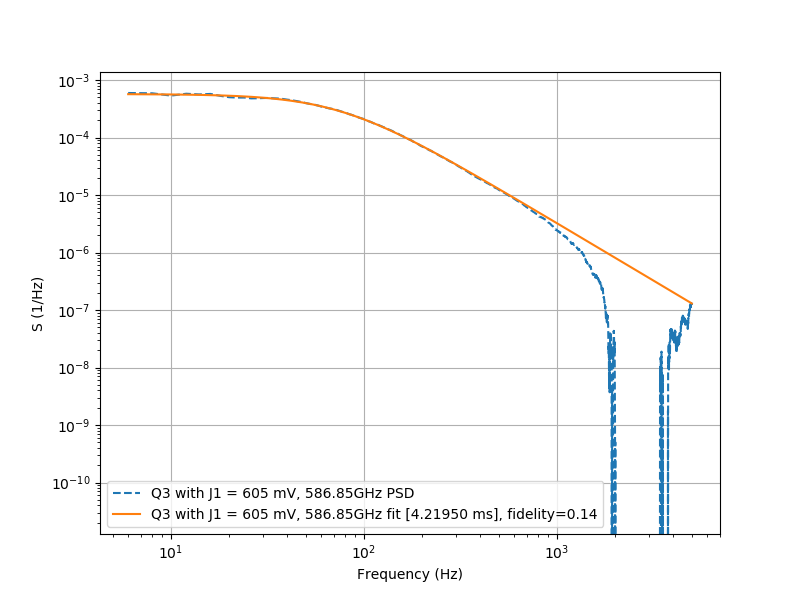 10⁻³
10⁻⁴
10⁻⁵
10⁻⁶
10⁻⁷
10⁻⁸
10⁻⁹
10⁻¹⁰
S (1/Hz)
Q3 with J1 = 605 mV, 586.85GHz PSD
Q3 with J1 = 605 mV, 586.85GHz fit [4.21950 ms], fidelity=0.14
10¹ 10² 10³
Frequency (Hz)